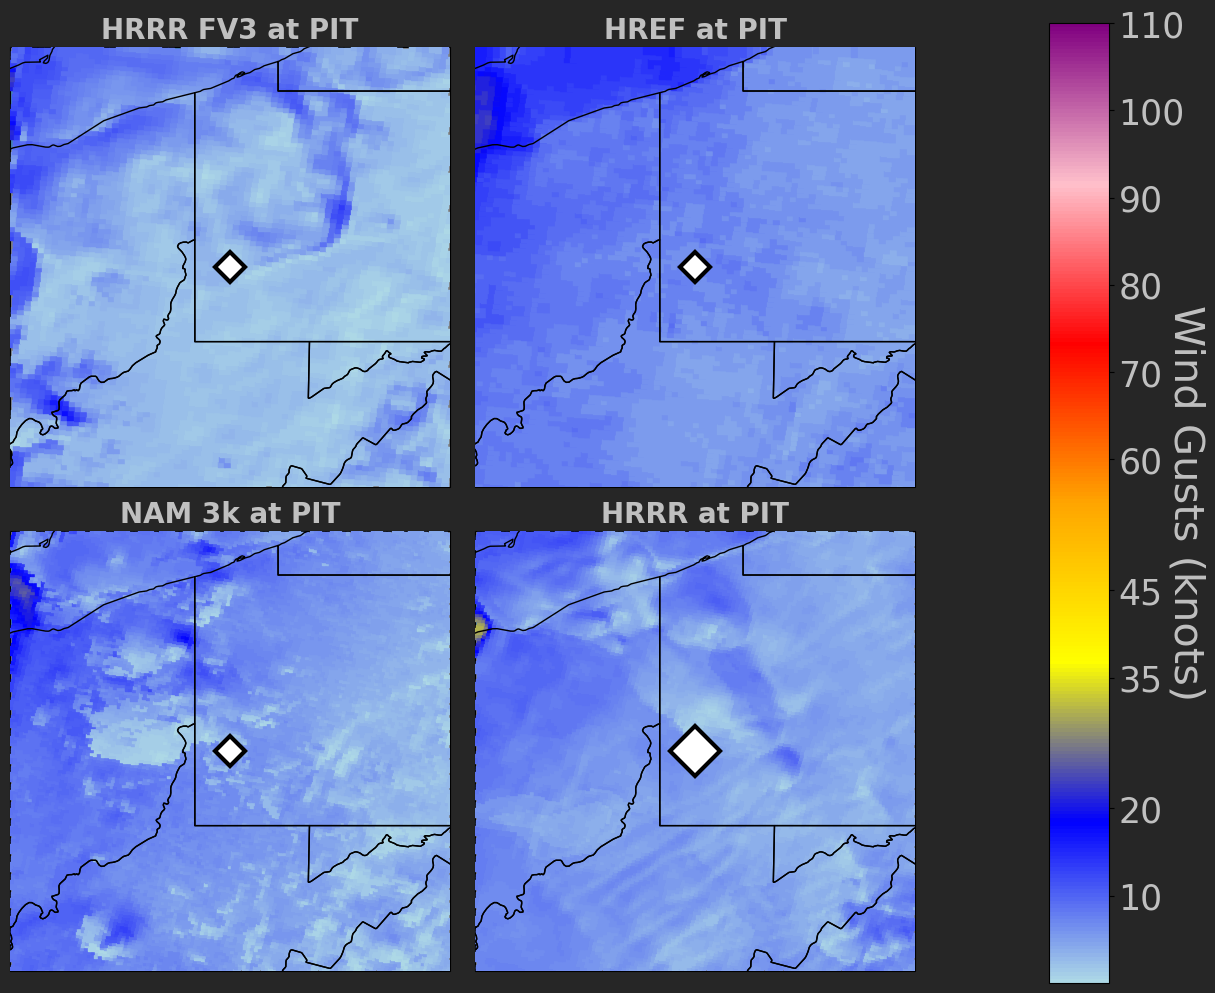 HRRR FV3 at PIT
HREF at PIT
NAM 3k at PIT
HRRR at PIT
110
100
90
80
70
60
45
35
20
10
Wind Gusts (knots)